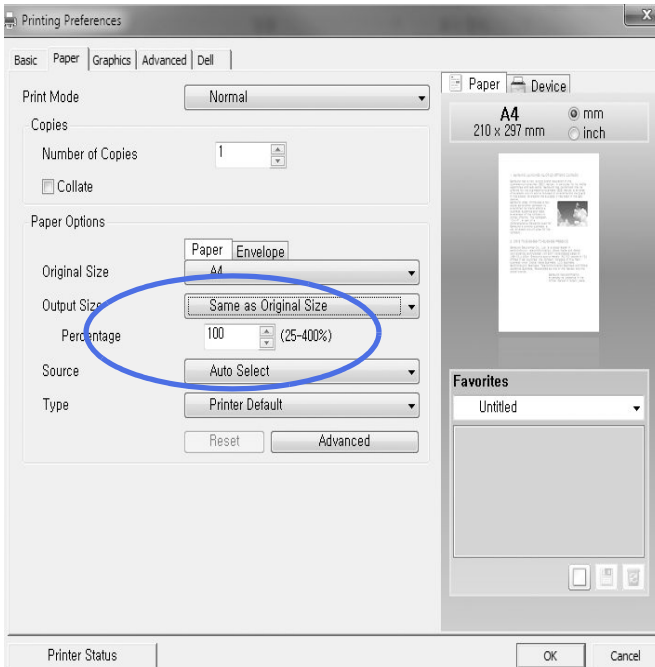 Printing Preferences
X
Basic Paper Graphics Advanced Dell
Print Mode Normal
Copies
Number of Copies 1
Collate
Paper Options
Paper Envelope
Original Size A4
Output Size Same as Original Size
Percentage 100 (25-400%)
Source Auto Select
Type Printer Default
Reset Advanced
Paper Device
A4
210 x 297 mm
mm
inch
Favorites
Untitled
Printer Status
OK Cancel